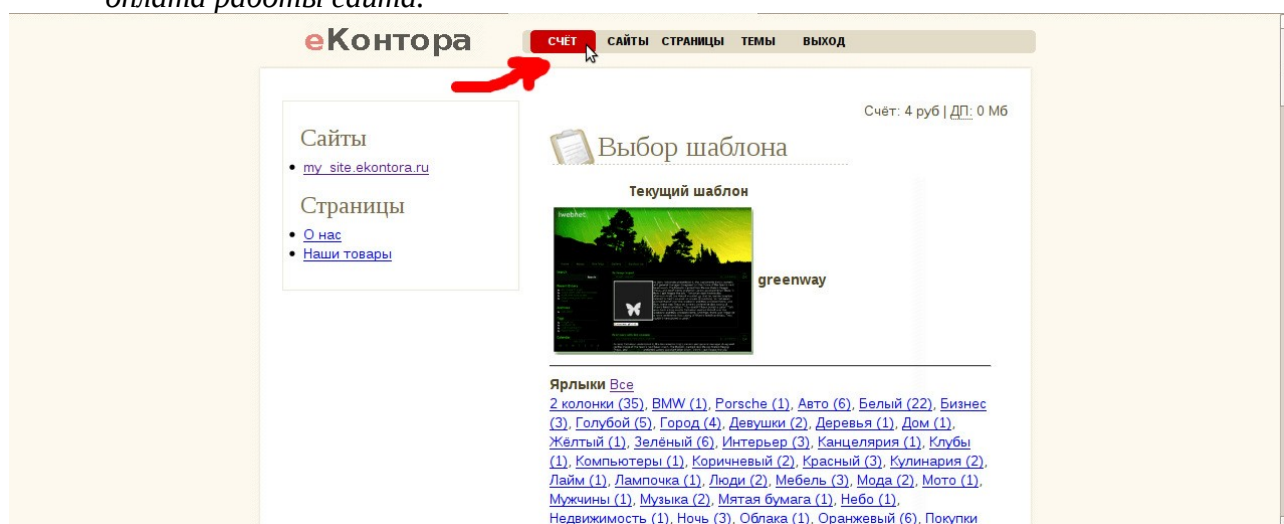 оплата работы сайта.
еКонтора
СЧЁТ САЙТЫ СТРАНИЦЫ ТЕМЫ ВЫХОД
Счёт: 4 руб | ДП: 0 Мб
Сайты
my_site.ekontora.ru
Страницы
О нас
Наши товары
Выбор шаблона
Текущий шаблон
greenway
Ярлыки Все
2 колонки (35), BMW (1), Porsche (1), Авто (6), Белый (22), Бизнес
(3), Голубой (5), Город (4), Девушки (2), Деревья (1), Дом (1),
Жёлтый (1), Зелёный (6), Интерьер (3), Канцелярия (1), Клубы
(1), Компьютеры (1), Коричневый (2), Красный (3), Кулинария (2),
Лайм (1), Лампочка (1), Люди (2), Мебель (3), Мода (2), Мото (1),
Мужчины (1), Музыка (2), Мятая бумага (1), Небо (1),
Недвижимость (1), Ночь (3), Облака (1), Оранжевый (6), Покупки